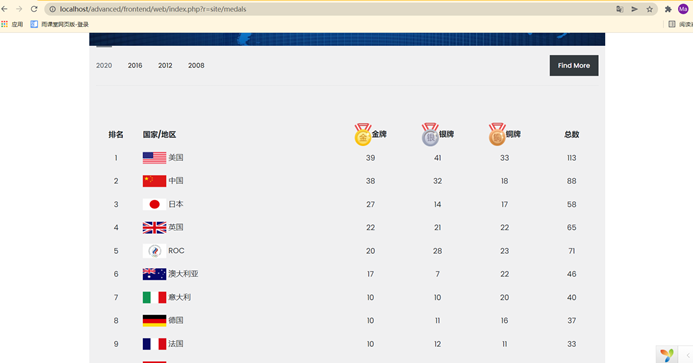 localhost/advanced/frontend/web/index.php?r=site/medals
Ma
应用 雨课堂网页版-登录 阅读
2020 2016 2012 2008 Find More
排名 国家/地区 金 金牌 银 银牌 铜牌 总数
1 美国 39 41 33 113
2 中国 38 32 18 88
3 日本 27 14 17 58
4 英国 22 21 22 65
5 ROC 20 28 23 71
6 澳大利亚 17 7 22 46
7 意大利 10 10 20 40
8 德国 10 11 16 37
9 法国 10 12 11 33